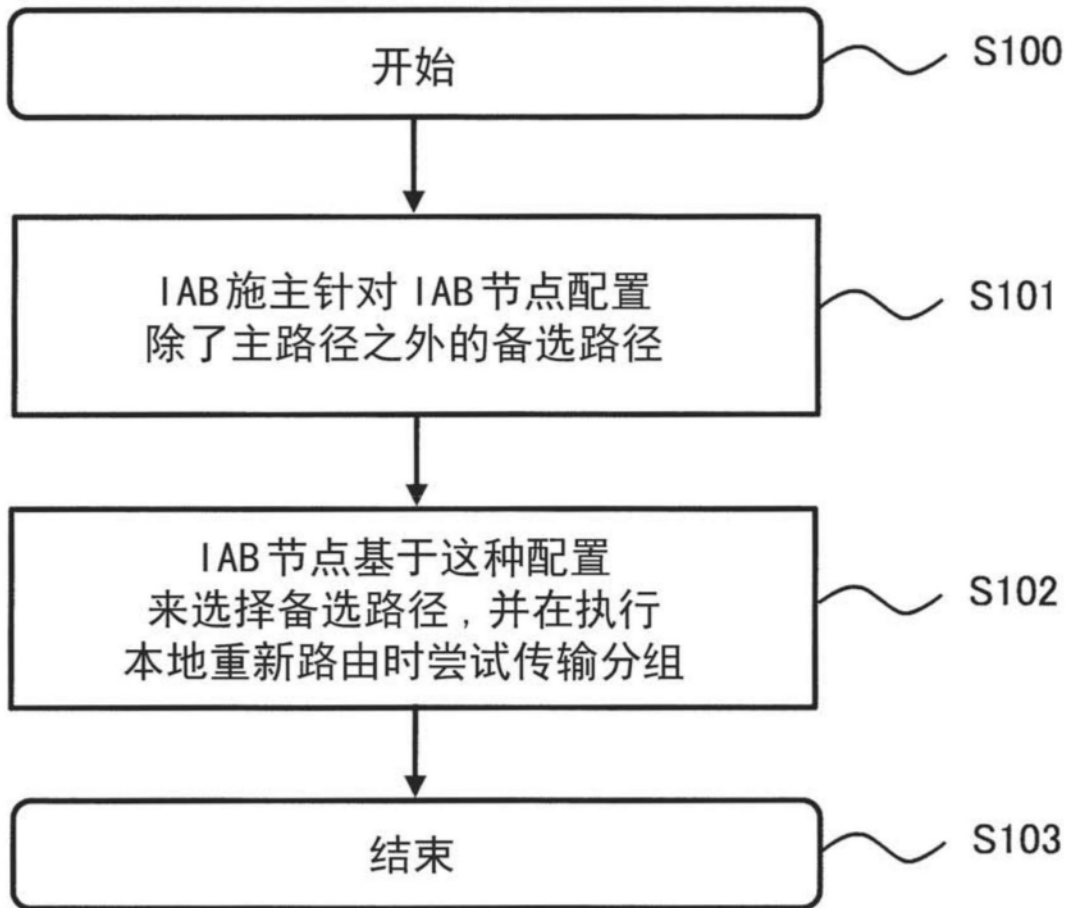 开始
S100
IAB施主针对IAB节点配置
除了主路径之外的备选路径
S101
IAB节点基于这种配置
来选择备选路径，并在执行
本地重新路由时尝试传输分组
S102
结束
S103